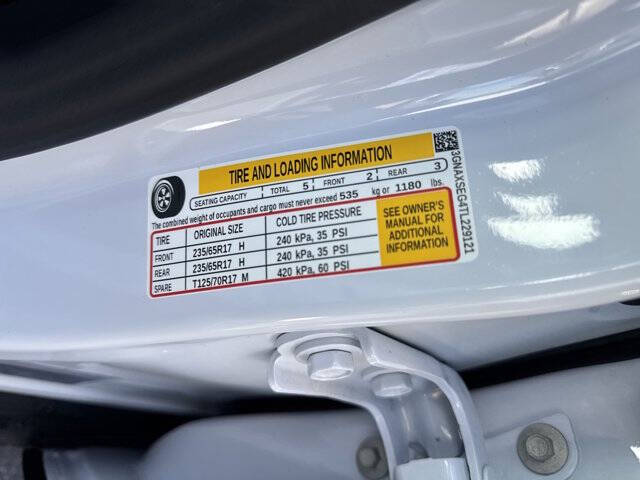 TIRE AND LOADING INFORMATION
SEATING CAPACITY TOTAL 5 FRONT 2 REAR 3
The combined weight of occupants and cargo must never exceed 535 kg or 1180 lbs.
TIRE ORIGINAL SIZE COLD TIRE PRESSURE
FRONT 235/65R17 H 240 kPa, 35 PSI
REAR 235/65R17 H 240 kPa, 35 PSI
SPARE T125/70R17 M 420 kPa, 60 PSI
SEE OWNER'S
MANUAL FOR
ADDITIONAL
INFORMATION
3GNAXSEG4TL229121